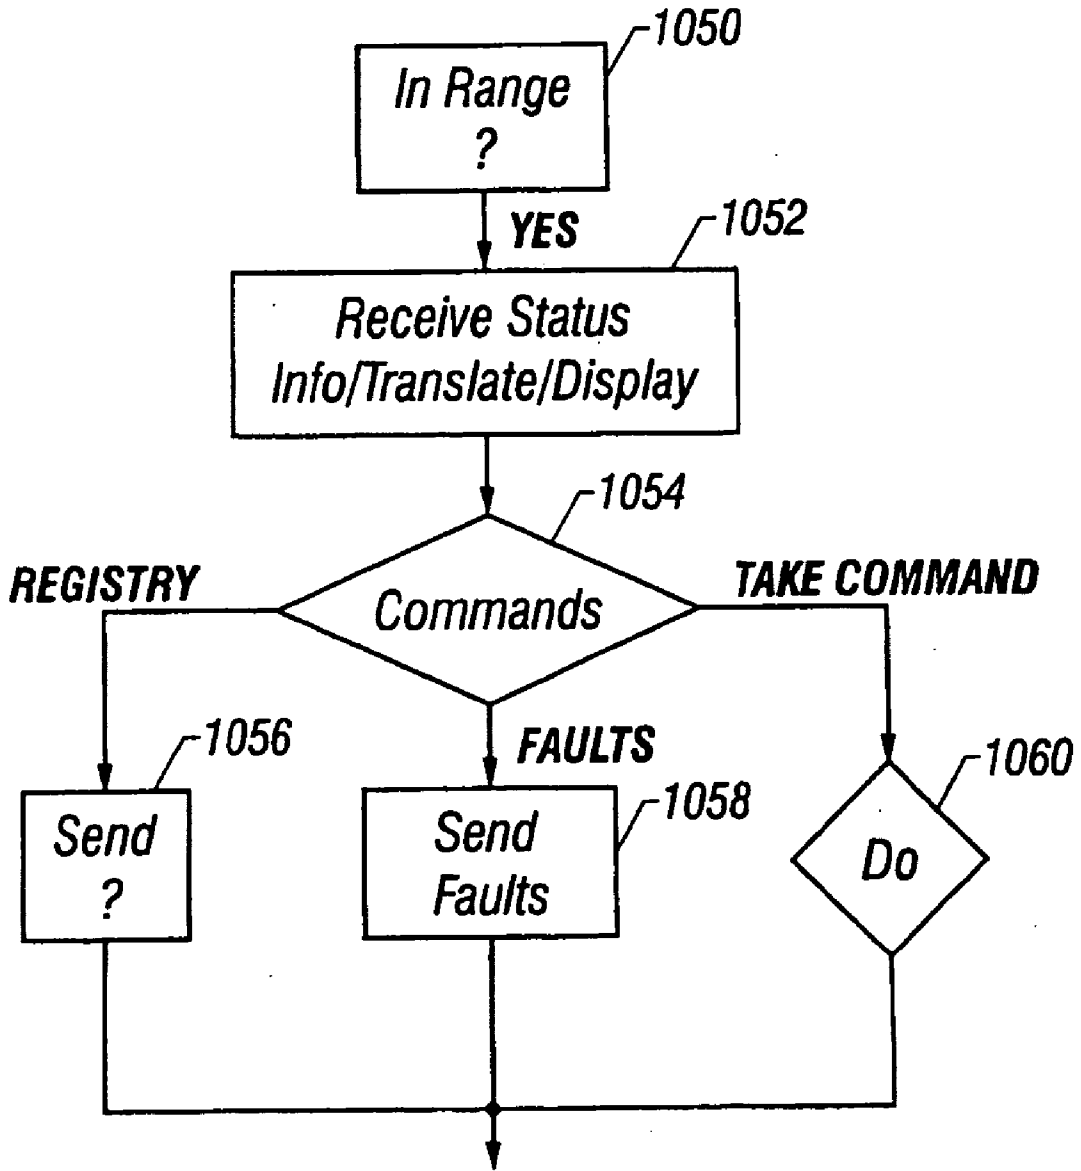 1050
In Range
?
YES
1052
Receive Status
Info/Translate/Display
1054
REGISTRY
Commands
TAKE COMMAND
1056
FAULTS
1060
Send
?
1058
Send
Faults
Do